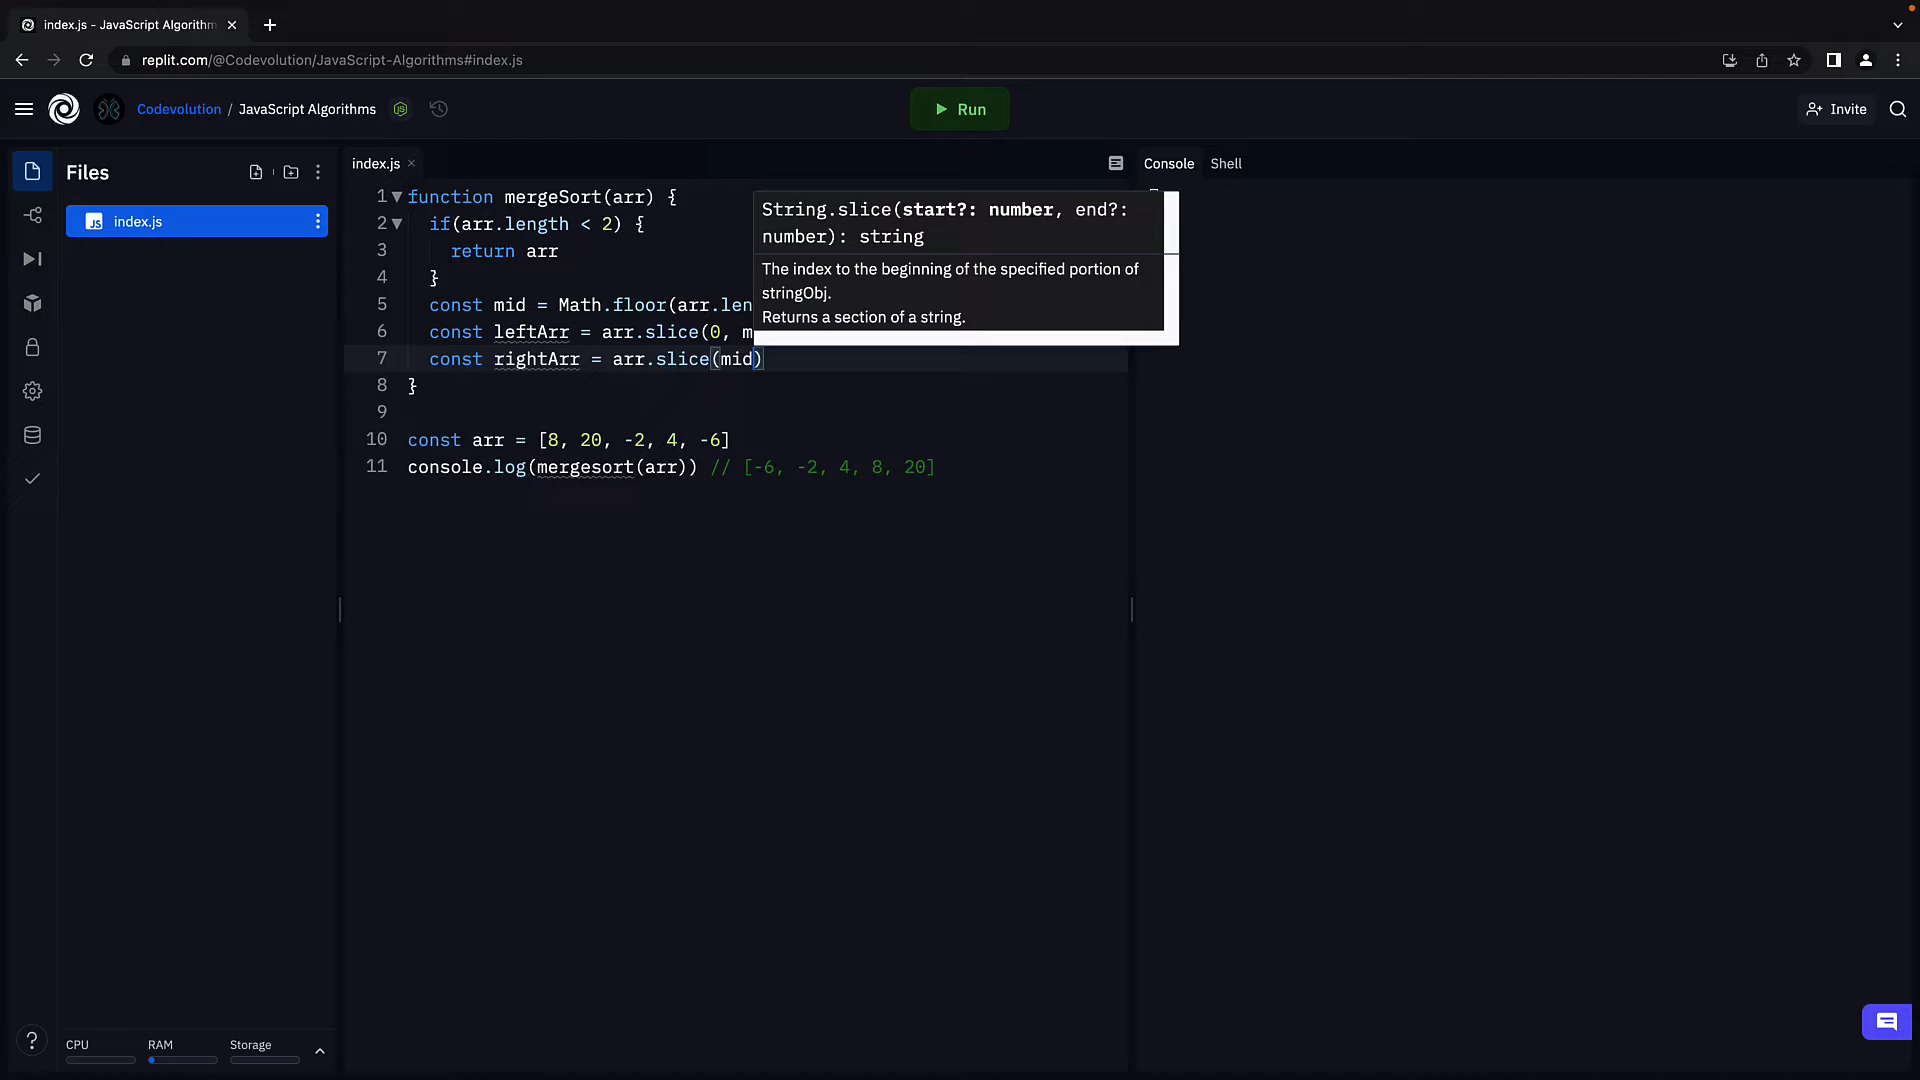 index.js - JavaScript Algorithm
replit.com/@Codevolution/JavaScript-Algorithms#index.js
Codevolution / JavaScript Algorithms
Run
Invite
Files
index.js
Console
Shell
JS index.js
1 function mergeSort(arr) {
2 if(arr.length < 2) {
3 return arr
4 }
5 const mid = Math.floor(arr.len
6 const leftArr = arr.slice(0, m
7 const rightArr = arr.slice(mid)
8 }
9
10 const arr = [8, 20, -2, 4, -6]
11 console.log(mergesort(arr)) // [-6, -2, 4, 8, 20]
String.slice(start?: number, end?:
number): string
The index to the beginning of the specified portion of
stringObj.
Returns a section of a string.
?
CPU
RAM
Storage